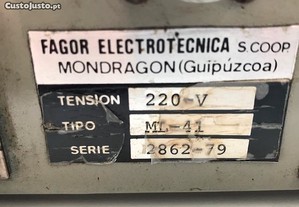 CustoJusto.pt
FAGOR ELECTROTECNICA S.COOP.
MONDRAGON (Guipúzcoa)
TENSION 220-V
TIPO ML-41
SERIE 2862-79